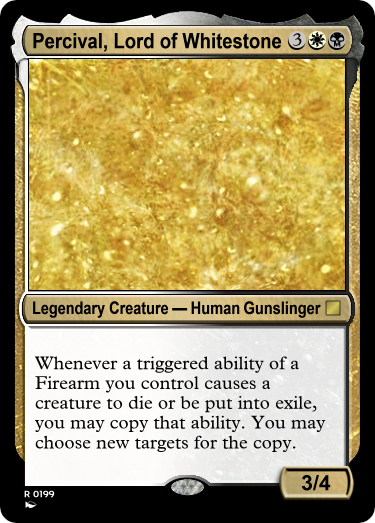 Percival, Lord of Whitestone 3
Legendary Creature — Human Gunslinger
Whenever a triggered ability of a
Firearm you control causes a
creature to die or be put into exile,
you may copy that ability. You may
choose new targets for the copy.
3/4
R 0199